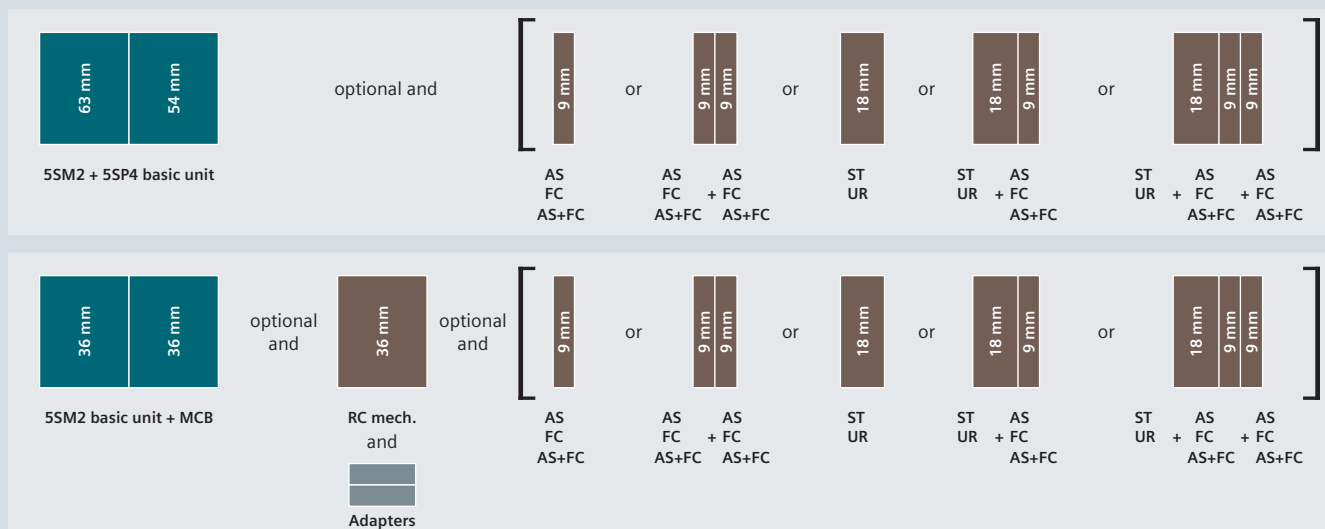 63 mm 54 mm optional and 9 mm or 9 mm 9 mm or 18 mm or 18 mm 9 mm or 18 mm 9 mm 9 mm
5SM2 + 5SP4 basic unit AS AS AS ST ST AS ST AS AS
FC FC + FC UR UR + FC UR + FC + FC
AS+FC AS+FC AS+FC AS+FC AS+FC AS+FC
36 mm 36 mm optional and 36 mm optional and 9 mm or 9 mm 9 mm or 18 mm or 18 mm 9 mm or 18 mm 9 mm 9 mm
5SM2 basic unit + MCB RC mech. AS AS AS ST ST AS ST AS AS
and FC FC + FC UR UR + FC UR + FC + FC
AS+FC AS+FC AS+FC AS+FC AS+FC AS+FC
Adapters